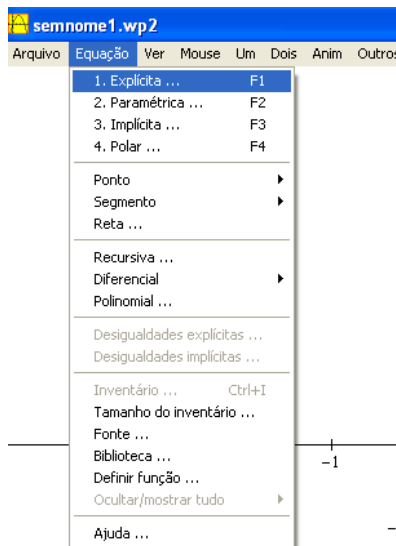 semnome1.wp2
Arquivo Equação Ver Mouse Um Dois Anim Outros
1. Explícita ... F1
2. Paramétrica ... F2
3. Implícita ... F3
4. Polar ... F4
Ponto
Segmento
Reta ...
Recursiva ...
Diferencial
Polinomial ...
Desigualdades explícitas ...
Desigualdades implícitas ...
Inventário ... Ctrl+I
Tamanho do inventário ...
Fonte ...
Biblioteca ...
−1
Definir função ...
Ocultar/mostrar tudo
Ajuda ...